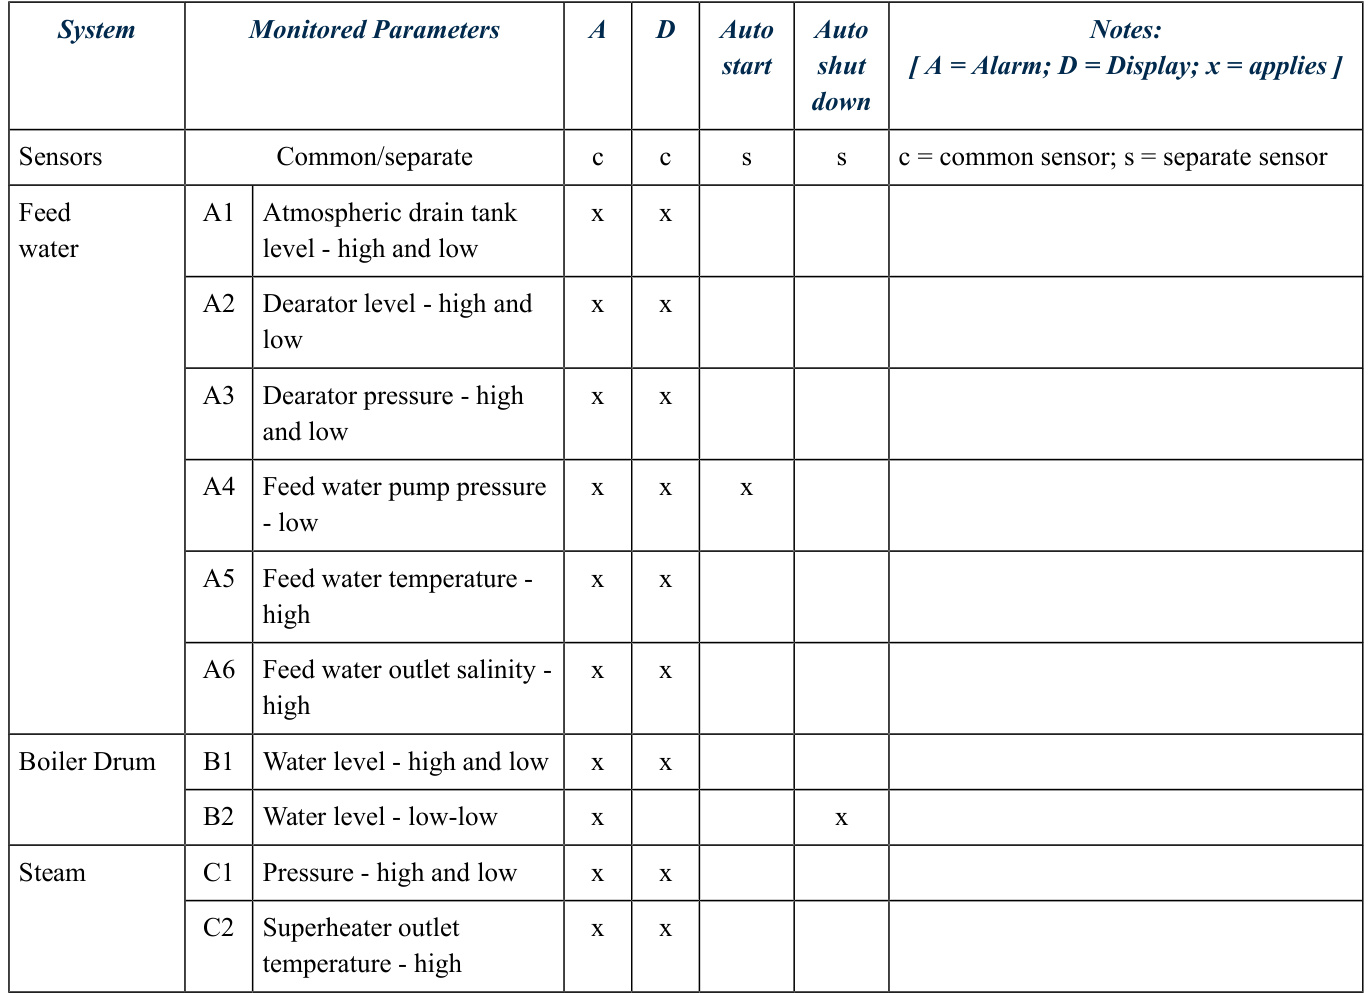 System Monitored Parameters A D Auto start Auto shut down Notes: [ A = Alarm; D = Display; x = applies ]
Sensors Common/separate c c s s c = common sensor; s = separate sensor
Feed water A1 Atmospheric drain tank level - high and low x x
A2 Dearator level - high and low x x
A3 Dearator pressure - high and low x x
A4 Feed water pump pressure - low x x x
A5 Feed water temperature - high x x
A6 Feed water outlet salinity - high x x
Boiler Drum B1 Water level - high and low x x
B2 Water level - low-low x x
Steam C1 Pressure - high and low x x
C2 Superheater outlet temperature - high x x